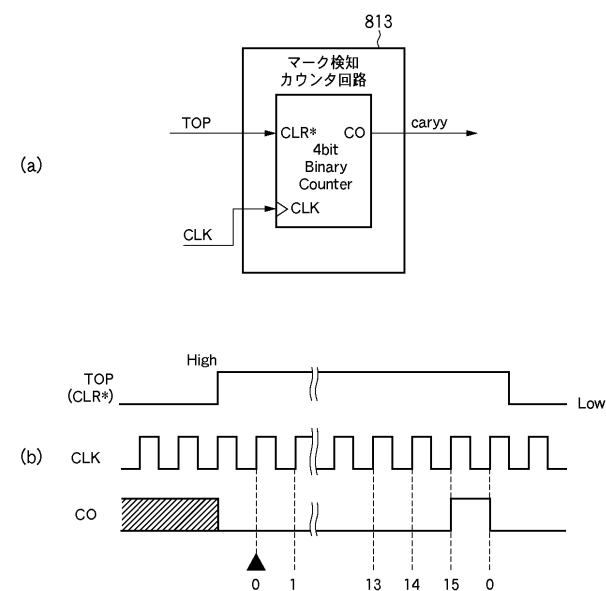 813
マーク検知
カウンタ回路
TOP
CLR* CO
caryy
4bit
Binary
Counter
CLK
CLK
(a)
High
TOP
(CLR*)
Low
(b)
CLK
CO
0 1 13 14 15 0